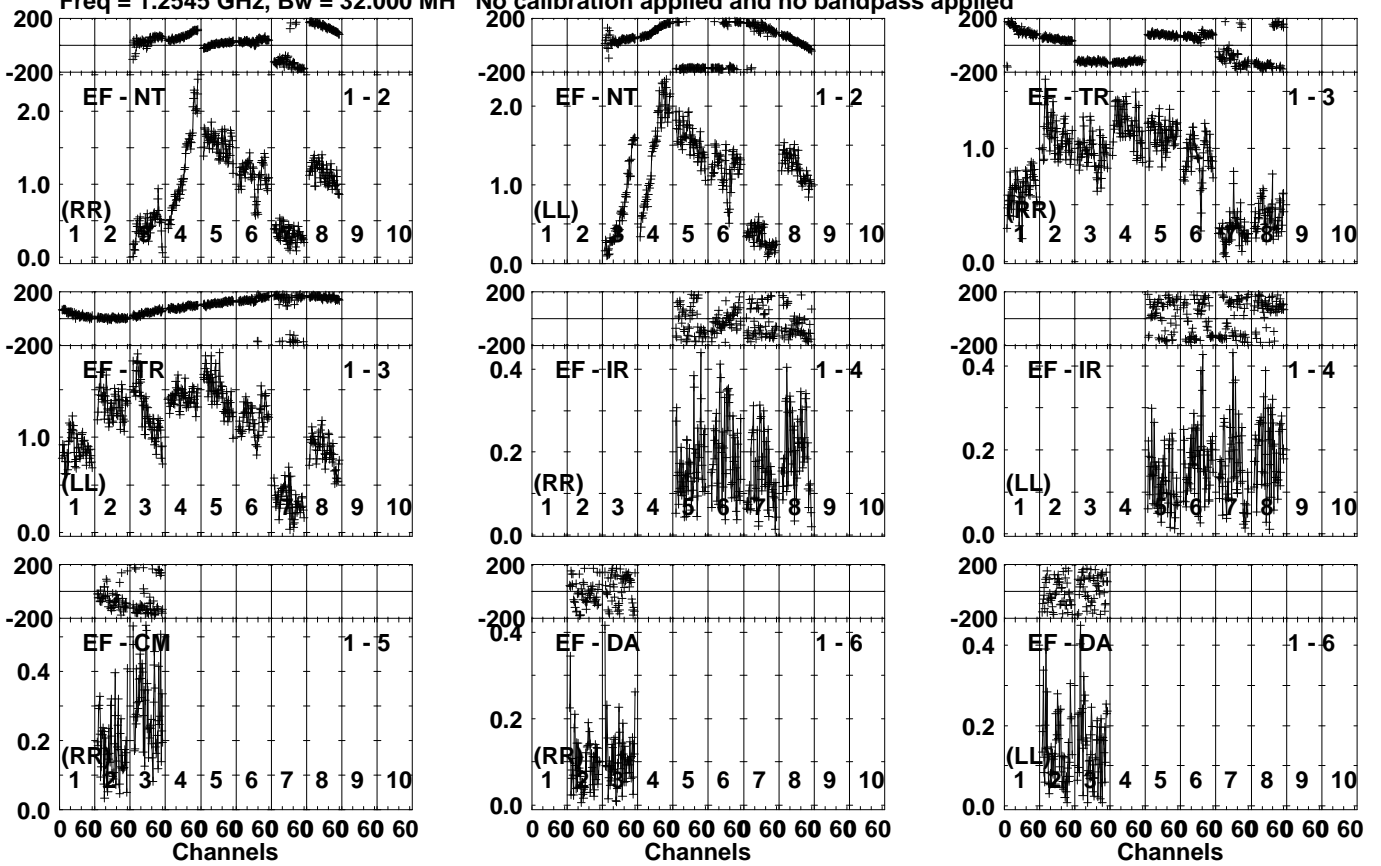 Freq = 1.2545 GHz, Bw = 32.000 MH No calibration applied and no bandpass applied
200 200 200
-200 -200 -200
EF - NT 1 - 2 EF - NT 1 - 2 EF - TR 1 - 3
2.0 2.0
1.0 1.0 1.0
(RR) (LL) (RR)
1 2 3 4 5 6 7 8 9 10 1 2 3 4 5 6 7 8 9 10 1 2 3 4 5 6 7 8 9 10
0.0 0.0 0.0
200 200 200
-200 -200 -200
EF - TR 1 - 3 EF - IR 1 - 4 EF - IR 1 - 4
0.4 0.4
1.0 0.2 0.2
(LL) (RR) (LL)
1 2 3 4 5 6 7 8 9 10 1 2 3 4 5 6 7 8 9 10 1 2 3 4 5 6 7 8 9 10
0.0 0.0 0.0
200 200 200
-200 -200 -200
EF - CM 1 - 5 EF - DA 1 - 6 EF - DA 1 - 6
0.4 0.4 0.4
0.2 0.2 0.2
(RR) (RR) (LL)
1 2 3 4 5 6 7 8 9 10 1 2 3 4 5 6 7 8 9 10 1 2 3 4 5 6 7 8 9 10
0.0 0.0 0.0
0 60 60 60 60 0 60 60 0 60 60 0 60 60 60 60 0 60 60 0 60 60 0 60 60 60 60 0 60 60 0 60 60
Channels Channels Channels